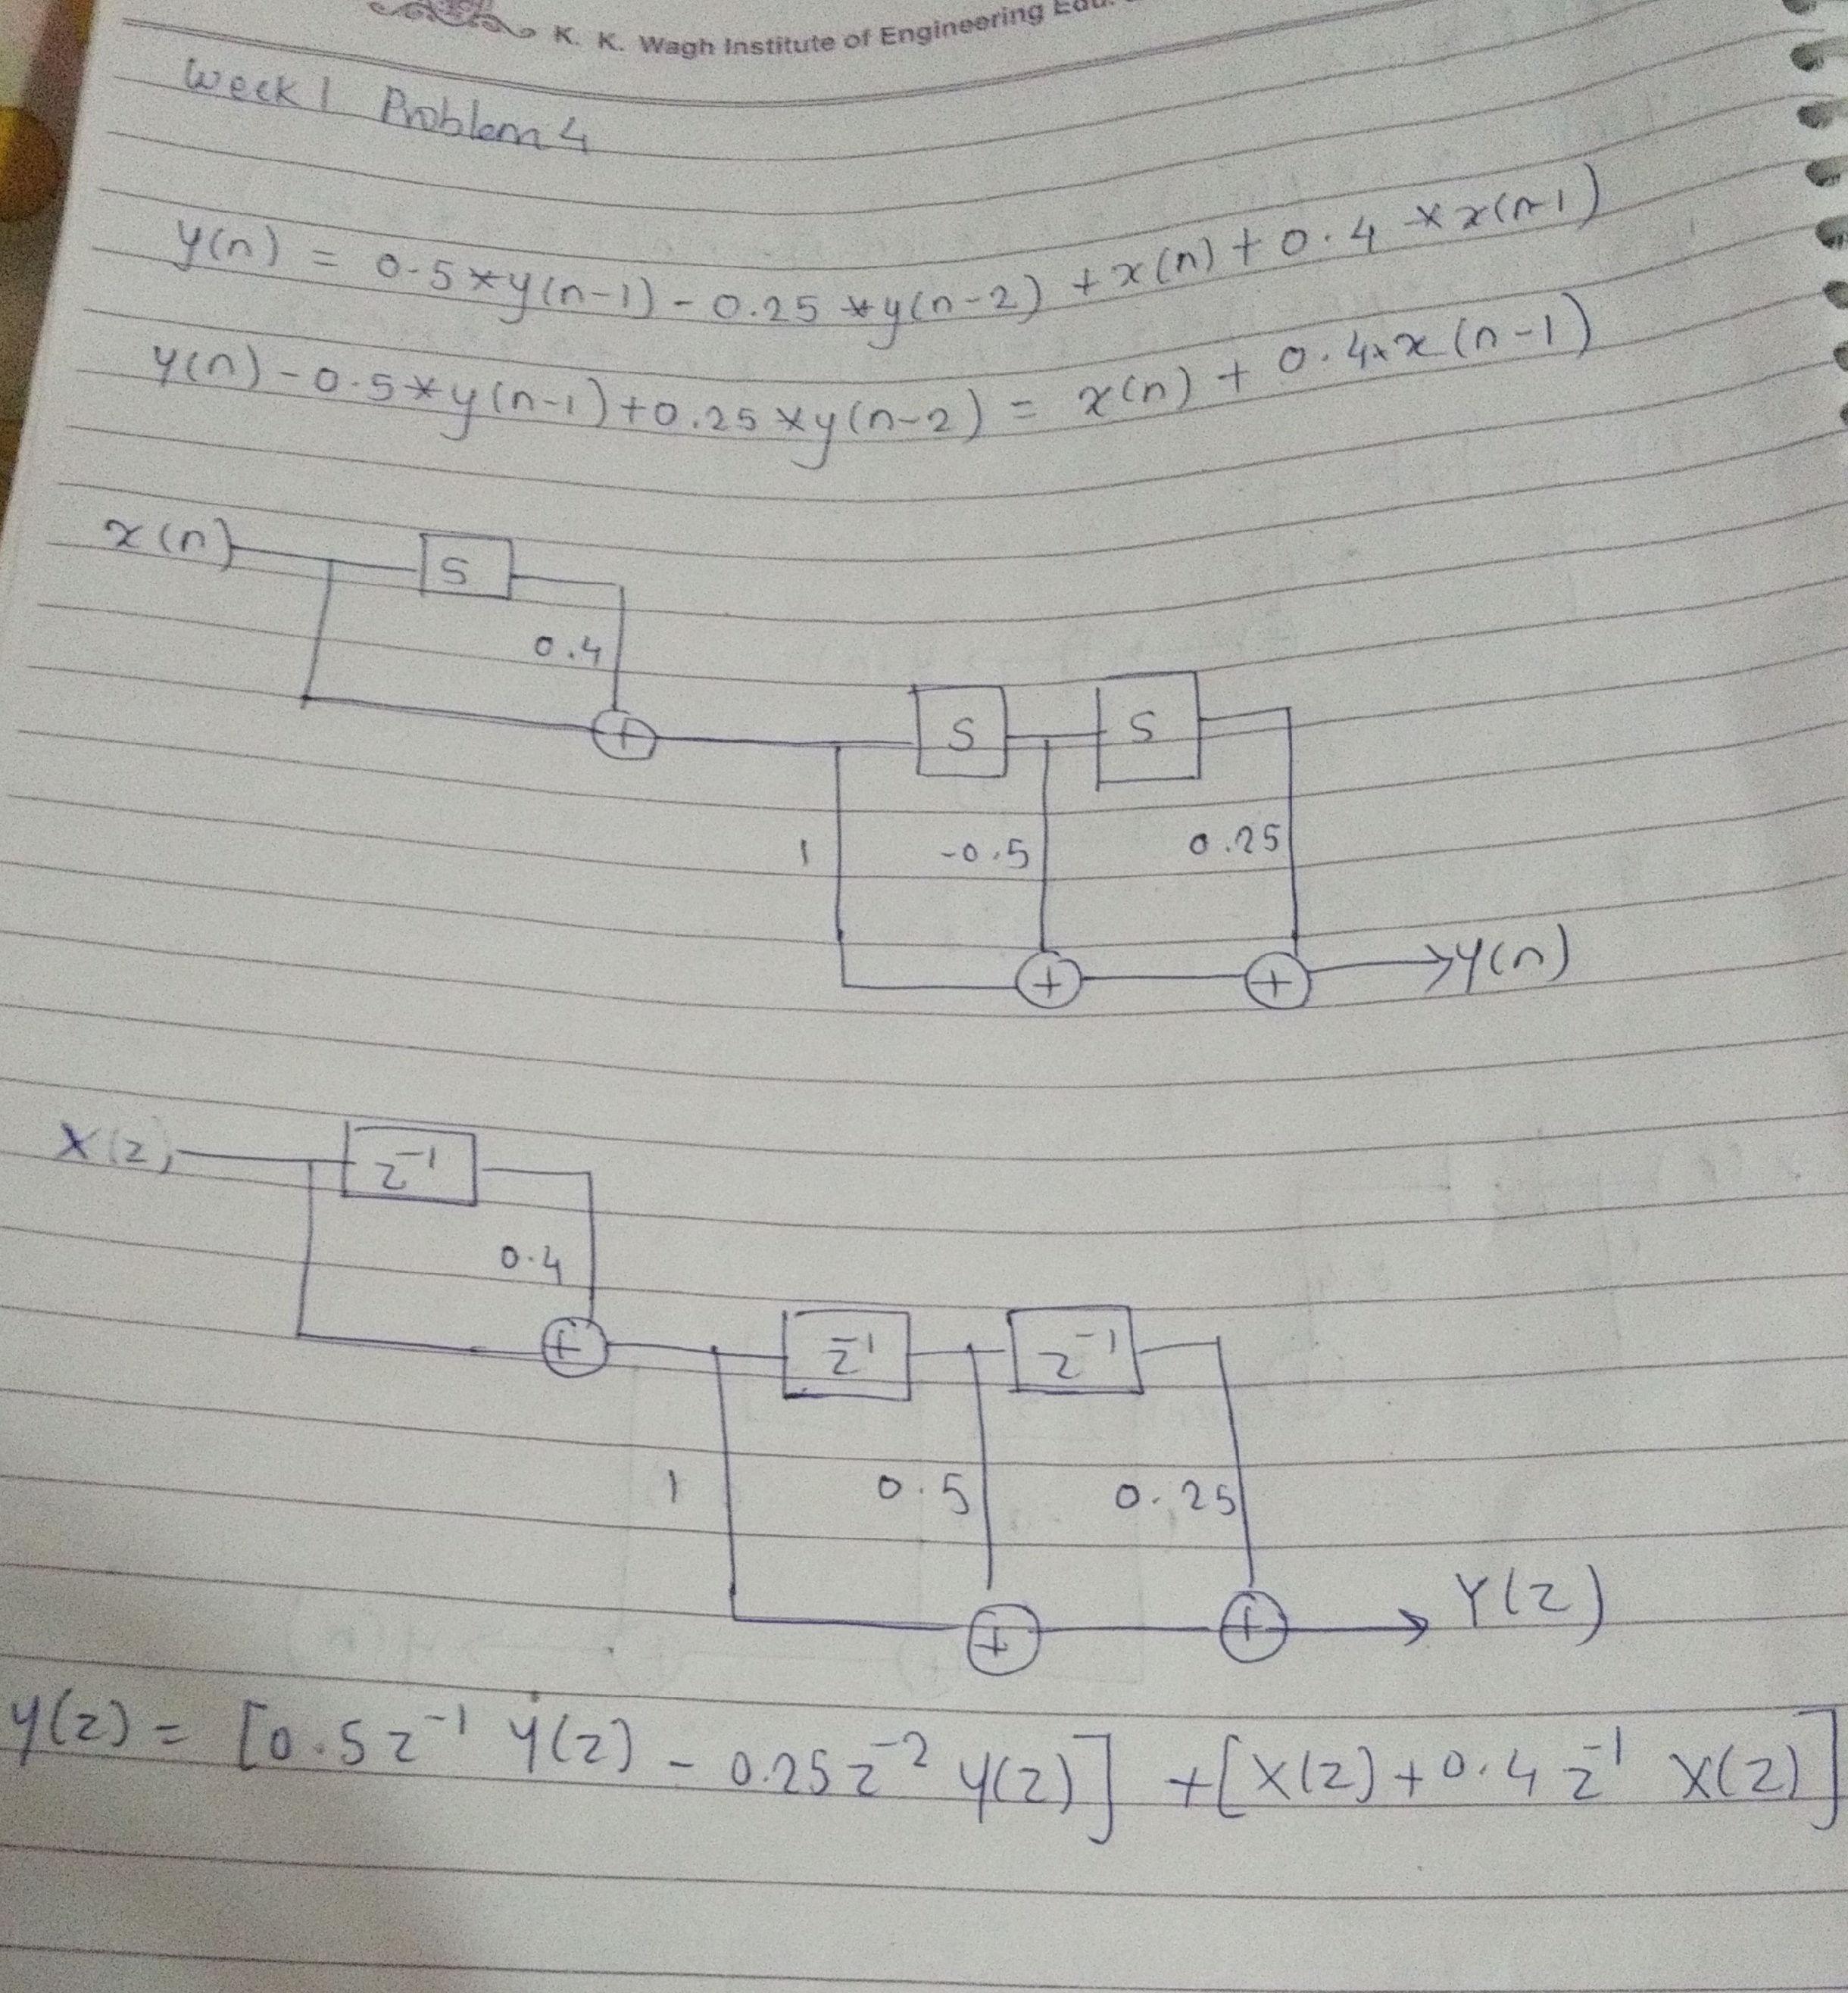 K. K. Wagh Institute of Engineering
Week 1 Problem 4
y(n) = 0.5*y(n-1) - 0.25*y(n-2) + x(n) + 0.4*x(n-1)
y(n) - 0.5*y(n-1) + 0.25*y(n-2) = x(n) + 0.4*x(n-1)
x(n) S
0.4
+ S S
1 -0.5 0.25
+ + y(n)
X(z) z⁻¹
0.4
+ z⁻¹ z⁻¹
1 0.5 0.25
+ + Y(z)
Y(z) = [0.5 z⁻¹ Y(z) - 0.25 z⁻² Y(z)] + [X(z) + 0.4 z⁻¹ X(z)]